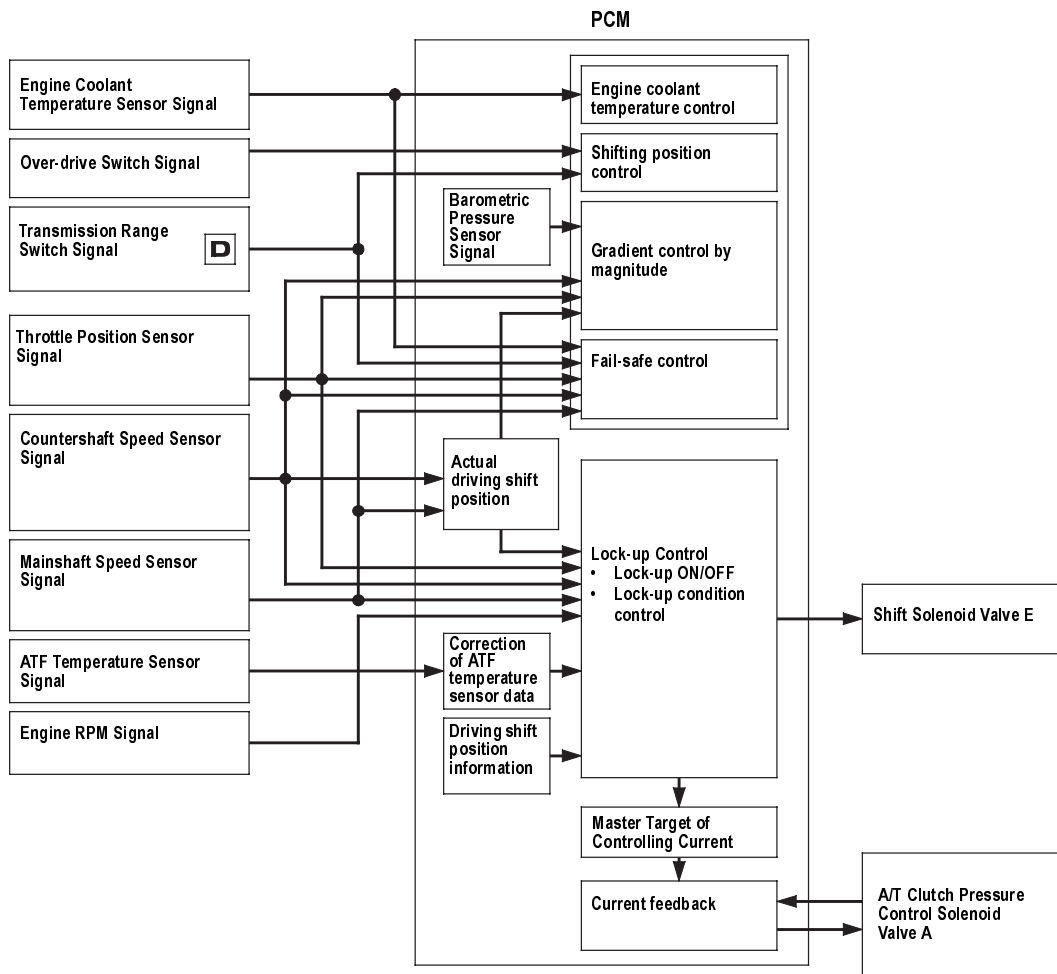 PCM
Engine Coolant
Temperature Sensor Signal
Over-drive Switch Signal
Transmission Range
Switch Signal
D
Throttle Position Sensor
Signal
Countershaft Speed Sensor
Signal
Mainshaft Speed Sensor
Signal
ATF Temperature Sensor
Signal
Engine RPM Signal
Engine coolant
temperature control
Shifting position
control
Barometric
Pressure
Sensor
Signal
Gradient control by
magnitude
Fail-safe control
Actual
driving shift
position
Lock-up Control
• Lock-up ON/OFF
• Lock-up condition
control
Correction
of ATF
temperature
sensor data
Driving shift
position
information
Master Target of
Controlling Current
Current feedback
Shift Solenoid Valve E
A/T Clutch Pressure
Control Solenoid
Valve A